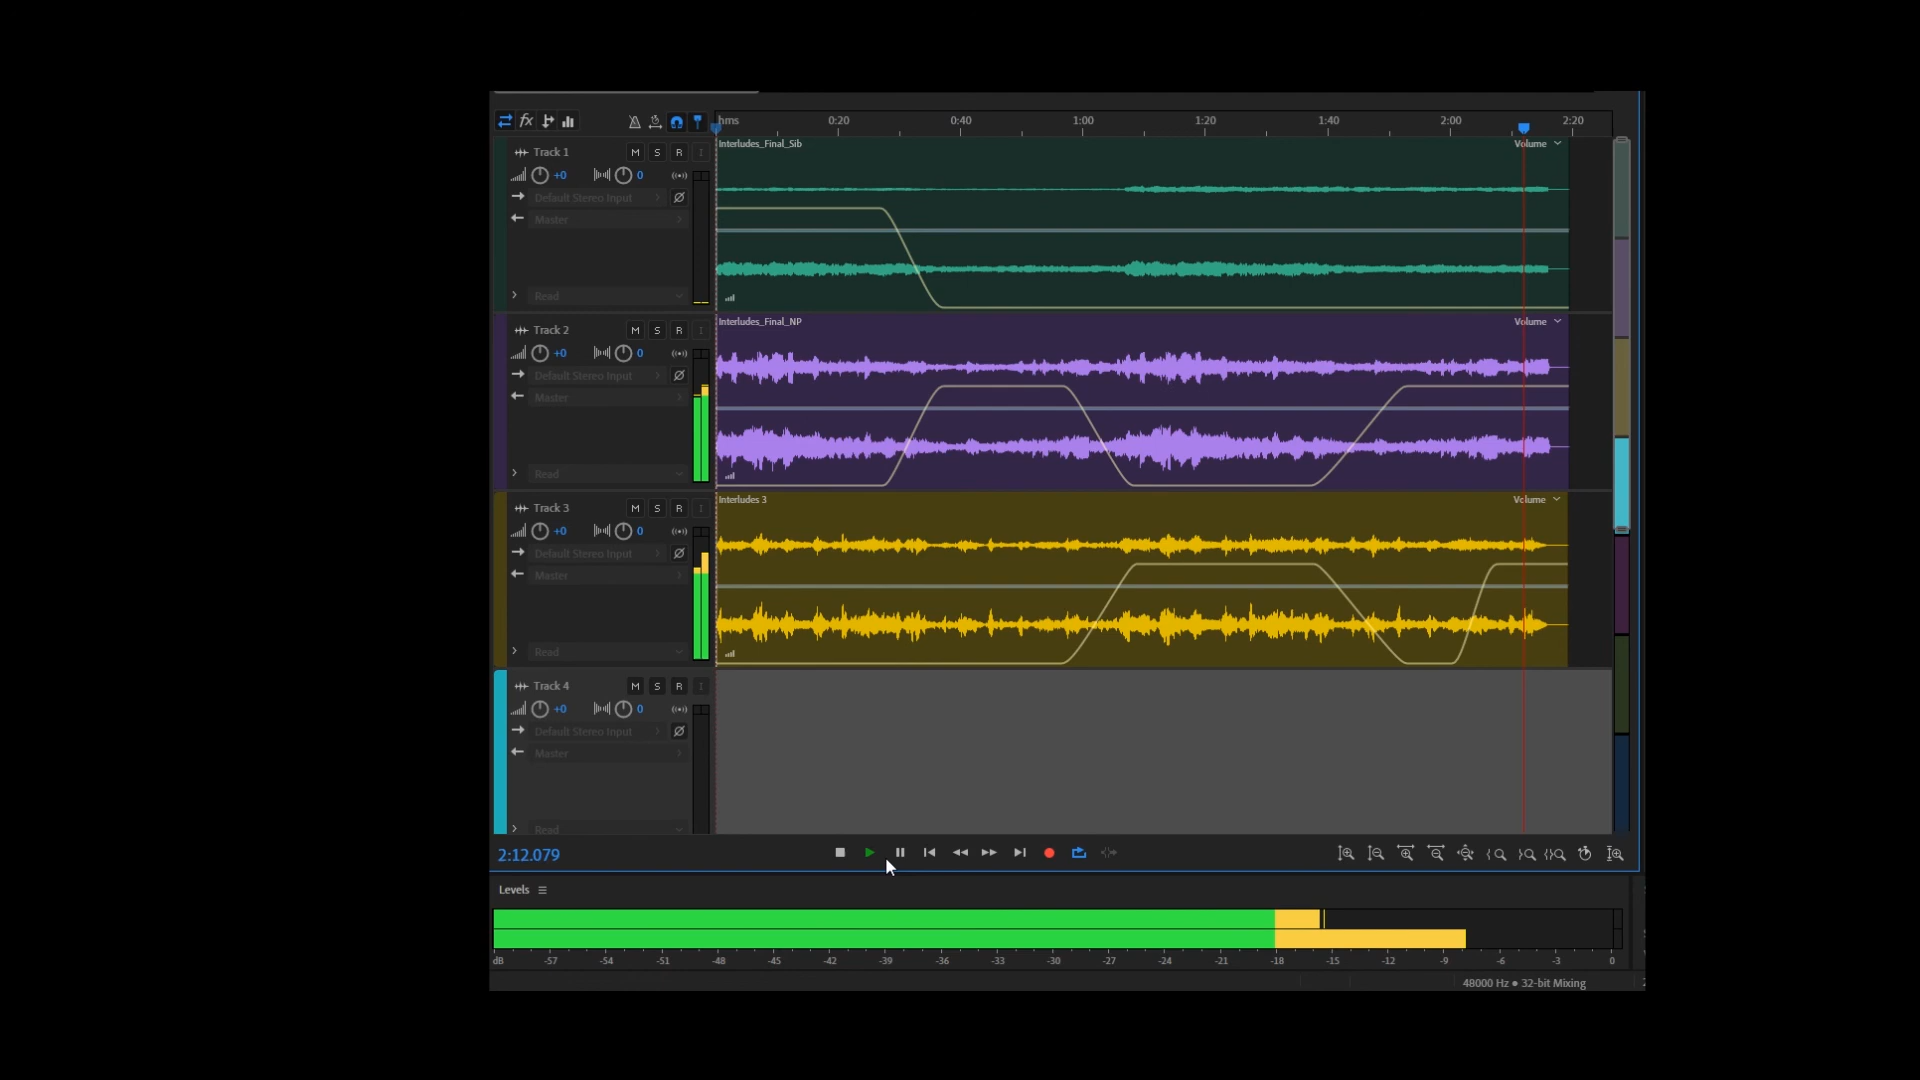 fx
hms 0:20 0:40 1:00 1:20 1:40 2:00 2:20
Track 1 M S R I
Interludes_Final_Sib Volume
+0 0
Default Stereo Input
Master
Read
Track 2 M S R I
Interludes_Final_NP Volume
+0 0
Default Stereo Input
Master
Read
Track 3 M S R I
Interludes 3 Volume
+0 0
Default Stereo Input
Master
Read
Track 4 M S R I
+0 0
Default Stereo Input
Master
Read
2:12.079
Levels
dB -57 -54 -51 -48 -45 -42 -39 -36 -33 -30 -27 -24 -21 -18 -15 -12 -9 -6 -3 0
48000 Hz ● 32-bit Mixing